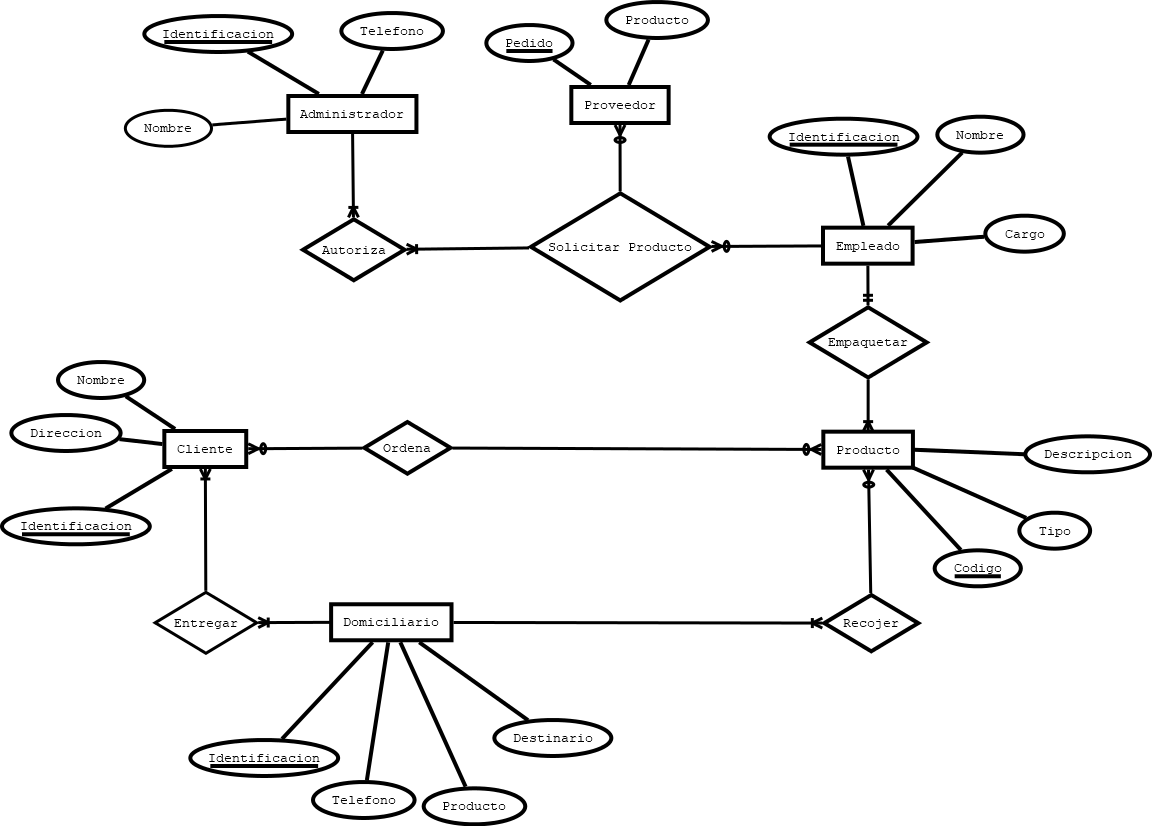 Producto
Identificacion
Telefono
Pedido
Proveedor
Administrador
Nombre
Identificacion
Nombre
Cargo
Autoriza
Solicitar Producto
Empleado
Empaquetar
Nombre
Direccion
Cliente
Ordena
Producto
Descripcion
Identificacion
Tipo
Codigo
Entregar
Domiciliario
Recojer
Destinario
Identificacion
Telefono
Producto